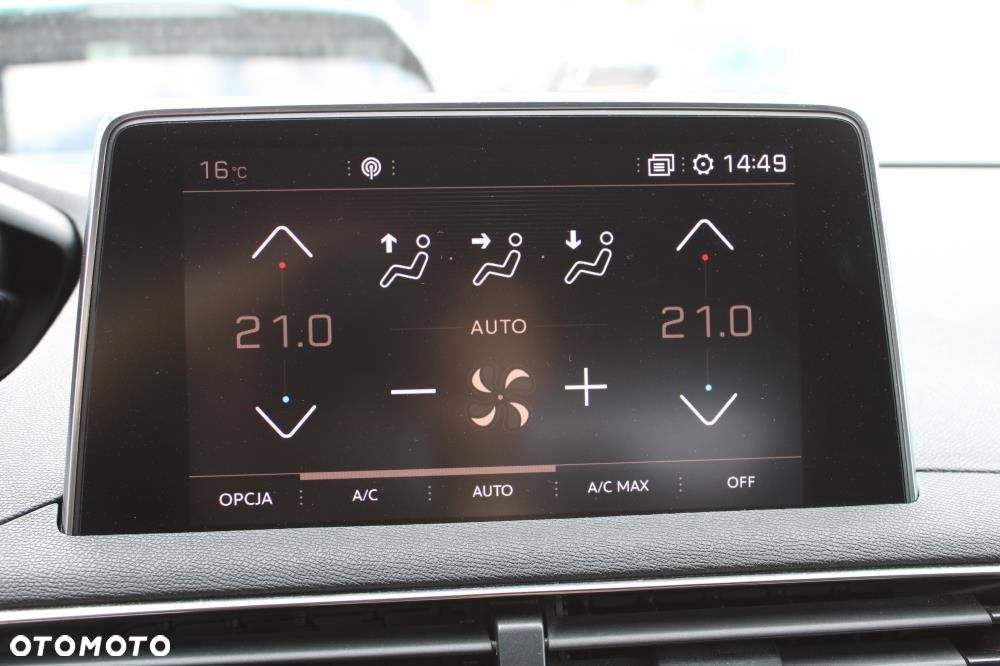 16°C 14:49
21.0 21.0
AUTO
OPCJA A/C AUTO A/C MAX OFF
OTOMOTO